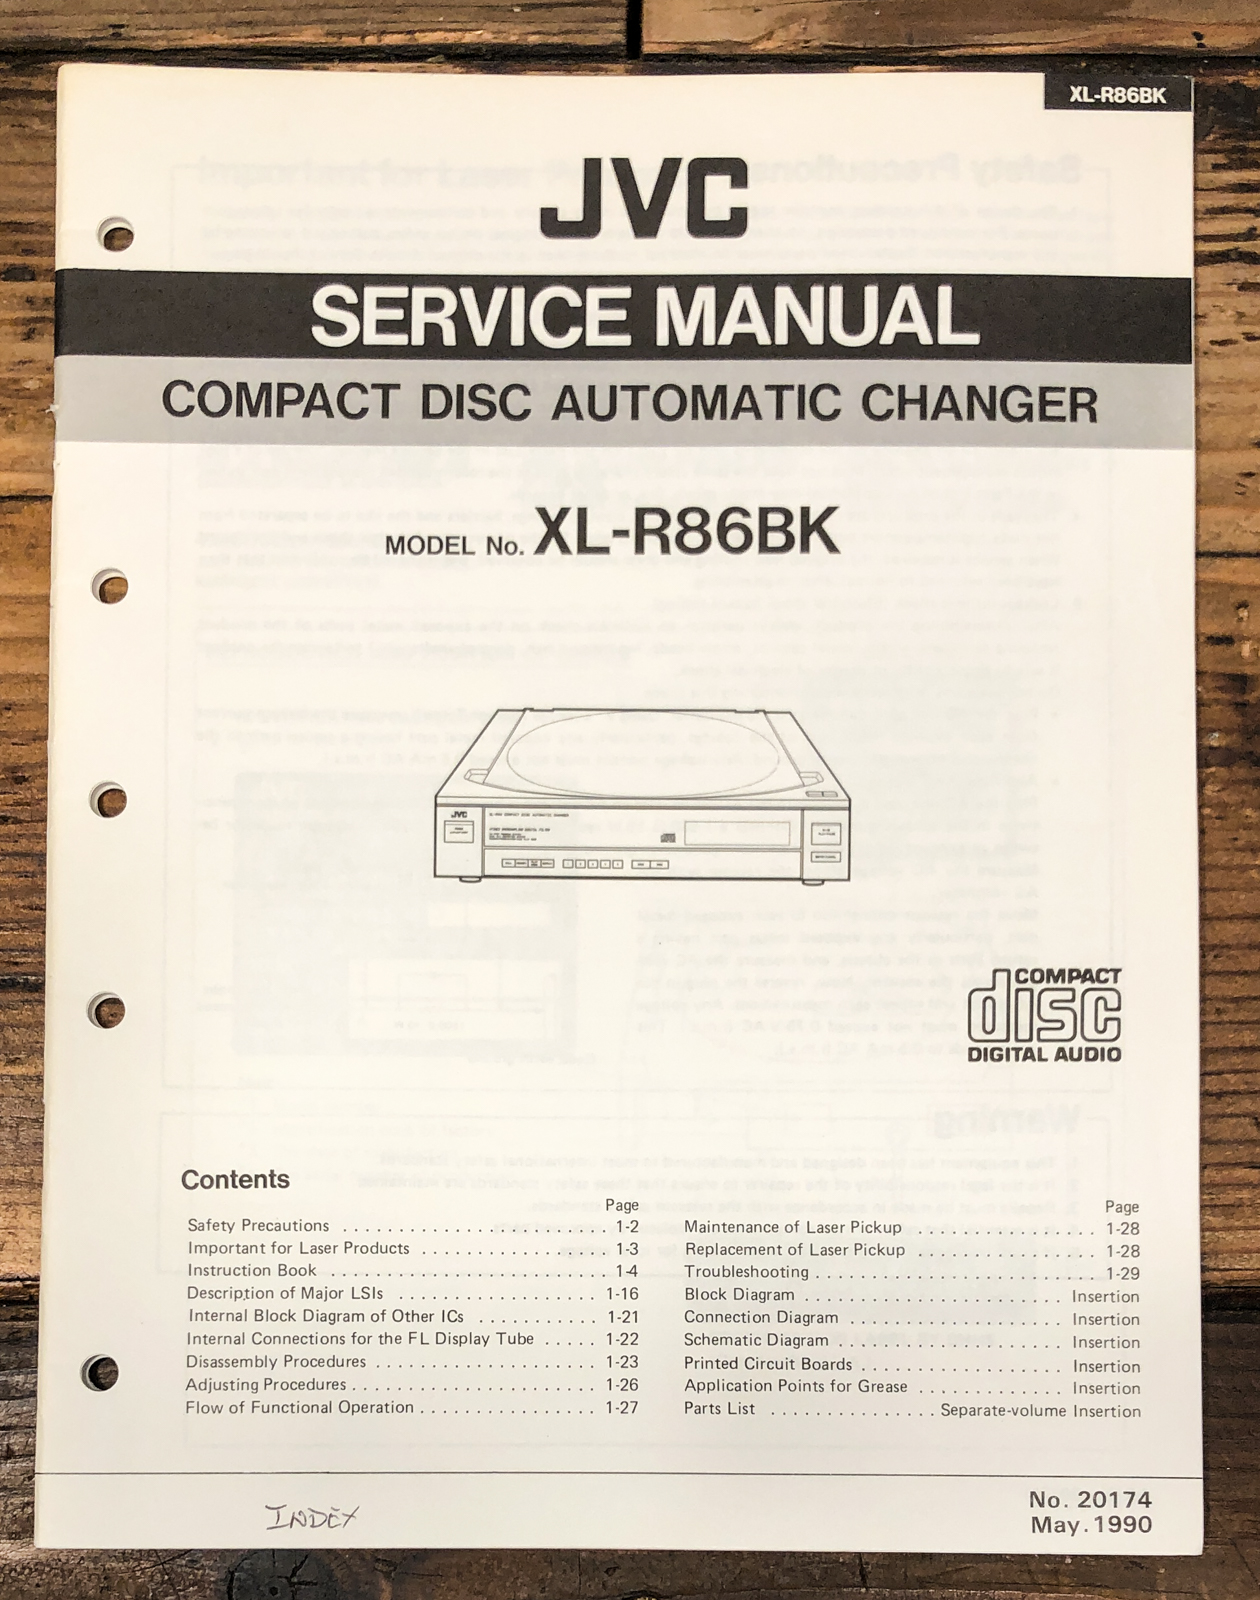 XL-R86BK
JVC
SERVICE MANUAL
COMPACT DISC AUTOMATIC CHANGER
MODEL No. XL-R86BK
JVC
COMPACT
disc
DIGITAL AUDIO
Contents
Page
Safety Precautions . . . . . . . . . . . . . . . . . . . . 1-2
Important for Laser Products . . . . . . . . . . . . . . 1-3
Instruction Book . . . . . . . . . . . . . . . . . . . . . 1-4
Description of Major LSIs . . . . . . . . . . . . . . . . 1-16
Internal Block Diagram of Other ICs . . . . . . . . . 1-21
Internal Connections for the FL Display Tube . . . . . 1-22
Disassembly Procedures . . . . . . . . . . . . . . . . . 1-23
Adjusting Procedures . . . . . . . . . . . . . . . . . . . 1-26
Flow of Functional Operation . . . . . . . . . . . . . 1-27
Page
Maintenance of Laser Pickup . . . . . . . . . . . . . . 1-28
Replacement of Laser Pickup . . . . . . . . . . . . . . 1-28
Troubleshooting . . . . . . . . . . . . . . . . . . . . . . 1-29
Block Diagram . . . . . . . . . . . . . . . . . . . . Insertion
Connection Diagram . . . . . . . . . . . . . . . . . Insertion
Schematic Diagram . . . . . . . . . . . . . . . . . Insertion
Printed Circuit Boards . . . . . . . . . . . . . . . Insertion
Application Points for Grease . . . . . . . . . . Insertion
Parts List . . . . . . . . . . . . Separate-volume Insertion
INDEX
No. 20174
May. 1990